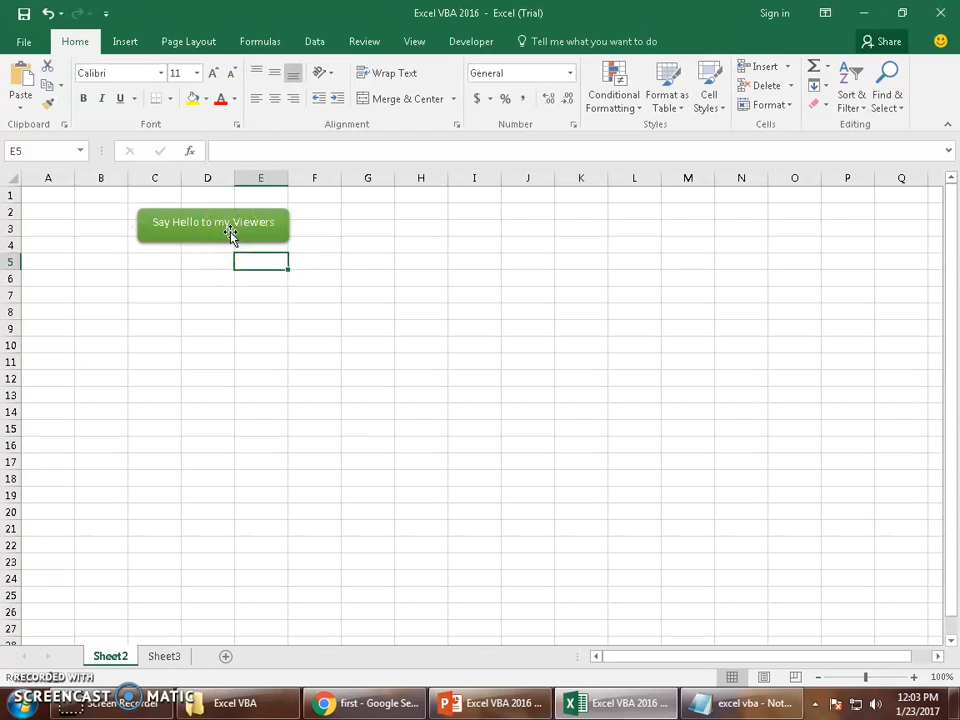 Excel VBA 2016 - Excel (Trial)
Sign in
File Home Insert Page Layout Formulas Data Review View Developer Tell me what you want to do Share
Paste
Calibri 11
B I U
A A
Wrap Text
Merge & Center
General
$ % ,
Conditional Formatting
Format as Table
Cell Styles
Insert
Delete
Format
Sort & Filter
Find & Select
Clipboard Font Alignment Number Styles Cells Editing
E5 fx
A B C D E F G H I J K L M N O P Q
1
2
3
4
5
6
7
8
9
10
11
12
13
14
15
16
17
18
19
20
21
22
23
24
25
26
27
28
Say Hello to my Viewers
Sheet2 Sheet3
100%
RECORDED WITH
SCREENCAST MATIC
Screen Recorder
Excel VBA
first - Google Se...
Excel VBA 2016 ...
Excel VBA 2016 ...
excel vba - Not...
12:03 PM
1/23/2017